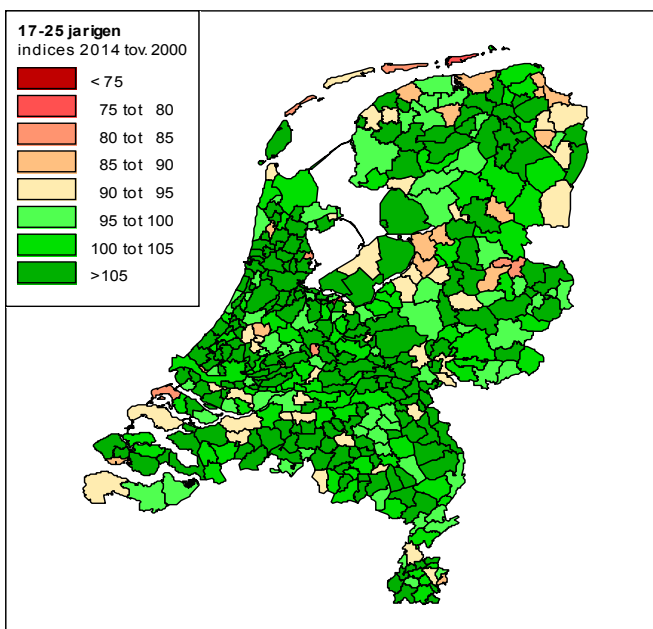 17-25 jarigen
indices 2014 tov. 2000
< 75
75 tot 80
80 tot 85
85 tot 90
90 tot 95
95 tot 100
100 tot 105
>105